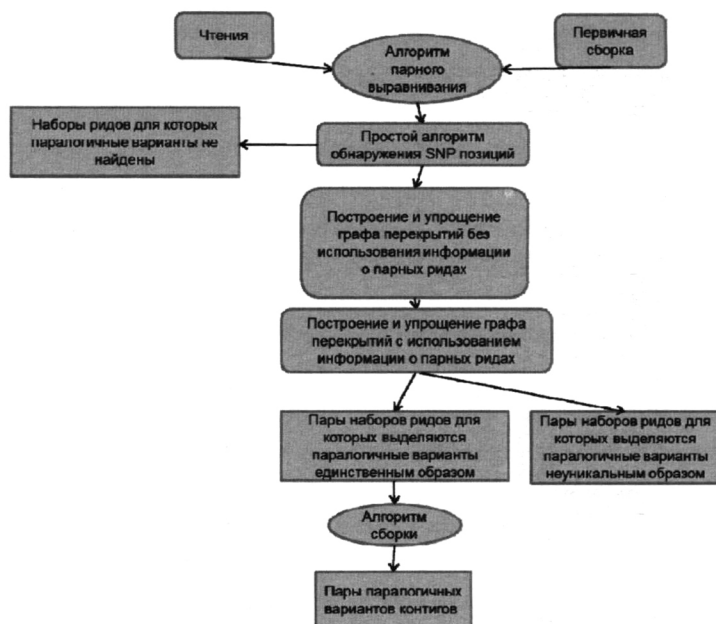 Чтения
Первичная
сборка
Алгоритм
парного
выравнивания
Наборы ридов для которых
паралогичные варианты не
найдены
Простой алгоритм
обнаружения SNP позиций
Построение и упрощение
графа перекрытий без
использования информации
о парных ридах
Построение и упрощение графа
перекрытий с использованием
информации о парных ридах
Пары наборов ридов для
которых выделяются
паралогичные варианты
единственным образом
Пары наборов ридов для
которых выделяются
паралогичные варианты
неуникальным образом
Алгоритм
сборки
Пары паралогичных
вариантов контигов